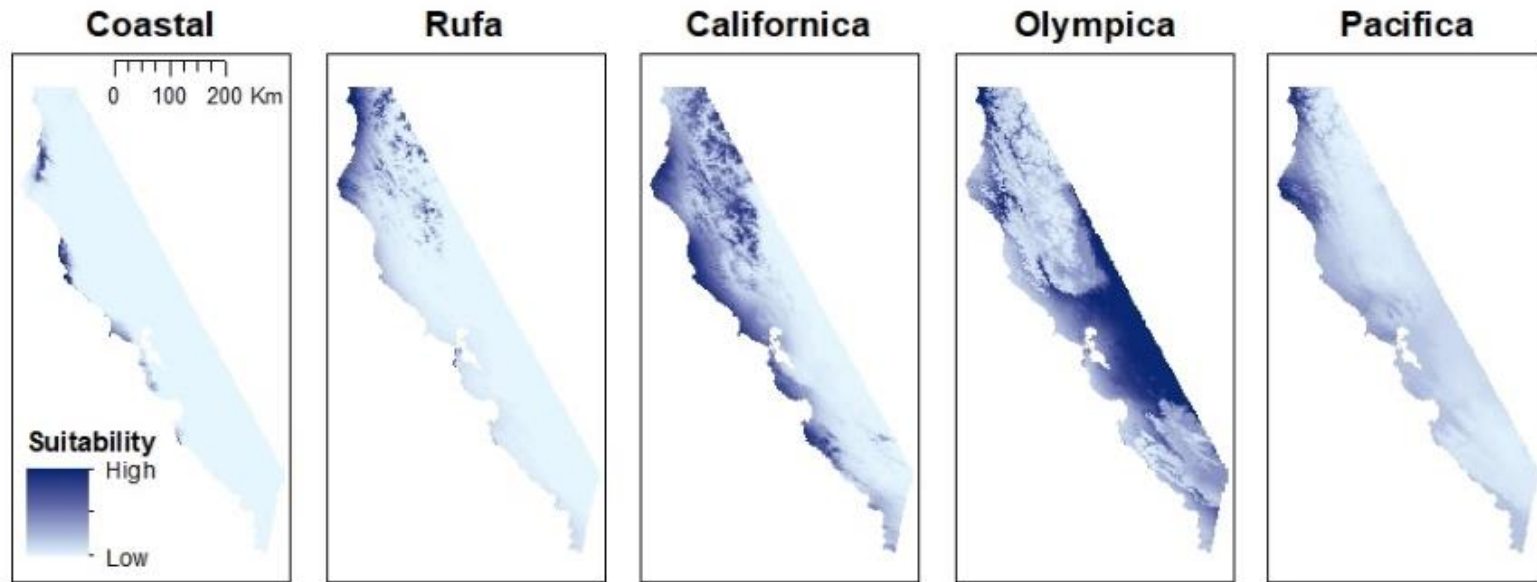 Coastal
Rufa
Californica
Olympica
Pacifica
0 100 200 Km
Suitability
High
Low